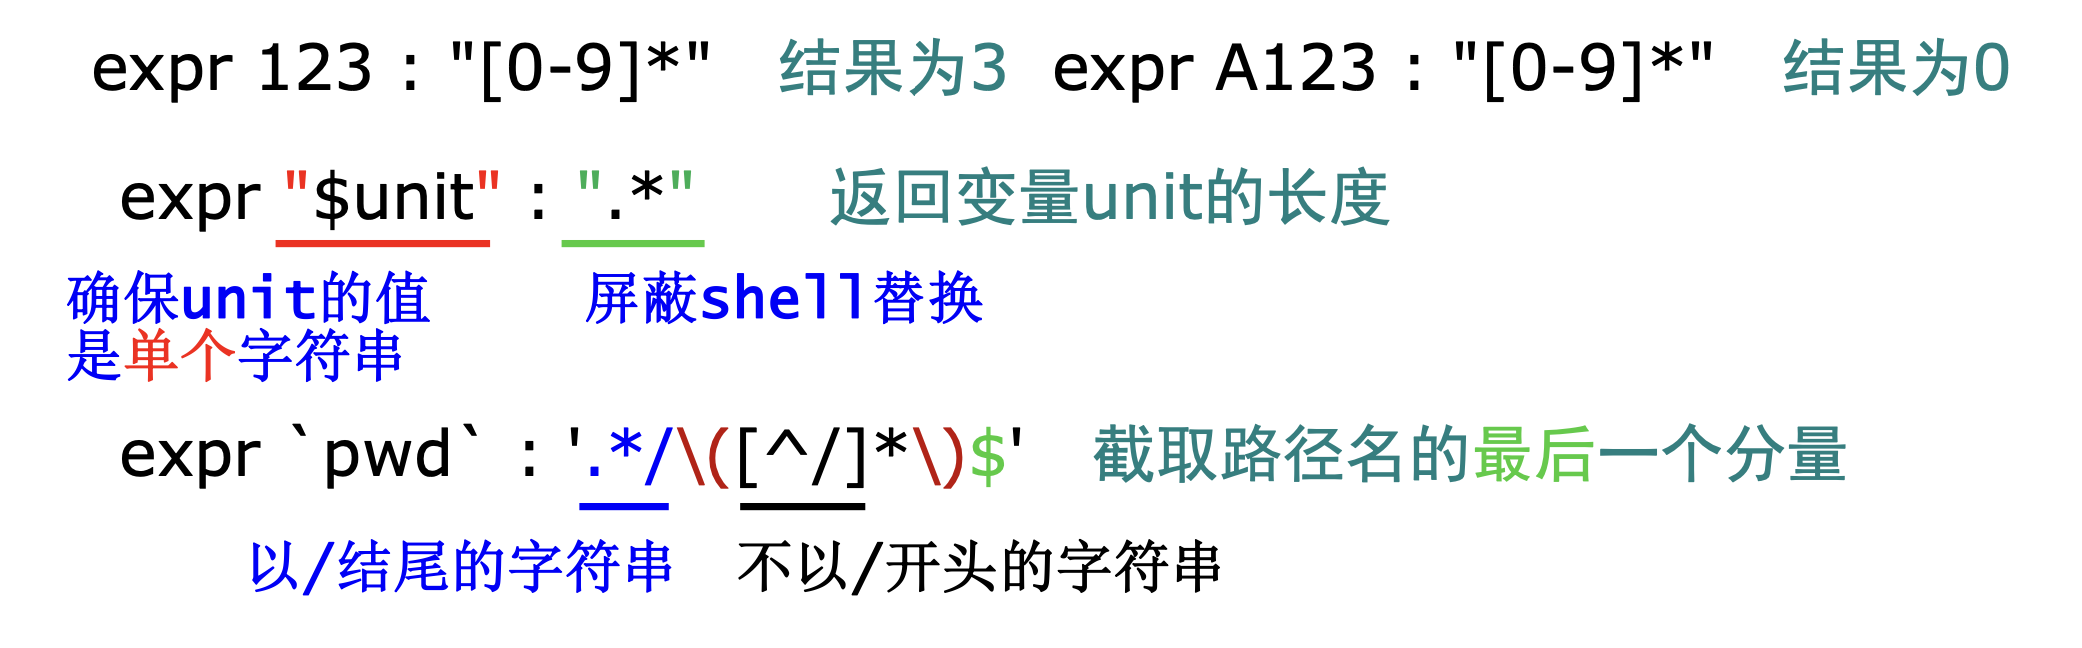 expr 123 : "[0-9]*" 结果为3 expr A123 : "[0-9]*" 结果为0
expr "$unit" : ".*" 返回变量unit的长度
确保unit的值 屏蔽shell替换
是单个字符串
expr `pwd` : '.*/\([^/]*\)$' 截取路径名的最后一个分量
以/结尾的字符串 不以/开头的字符串